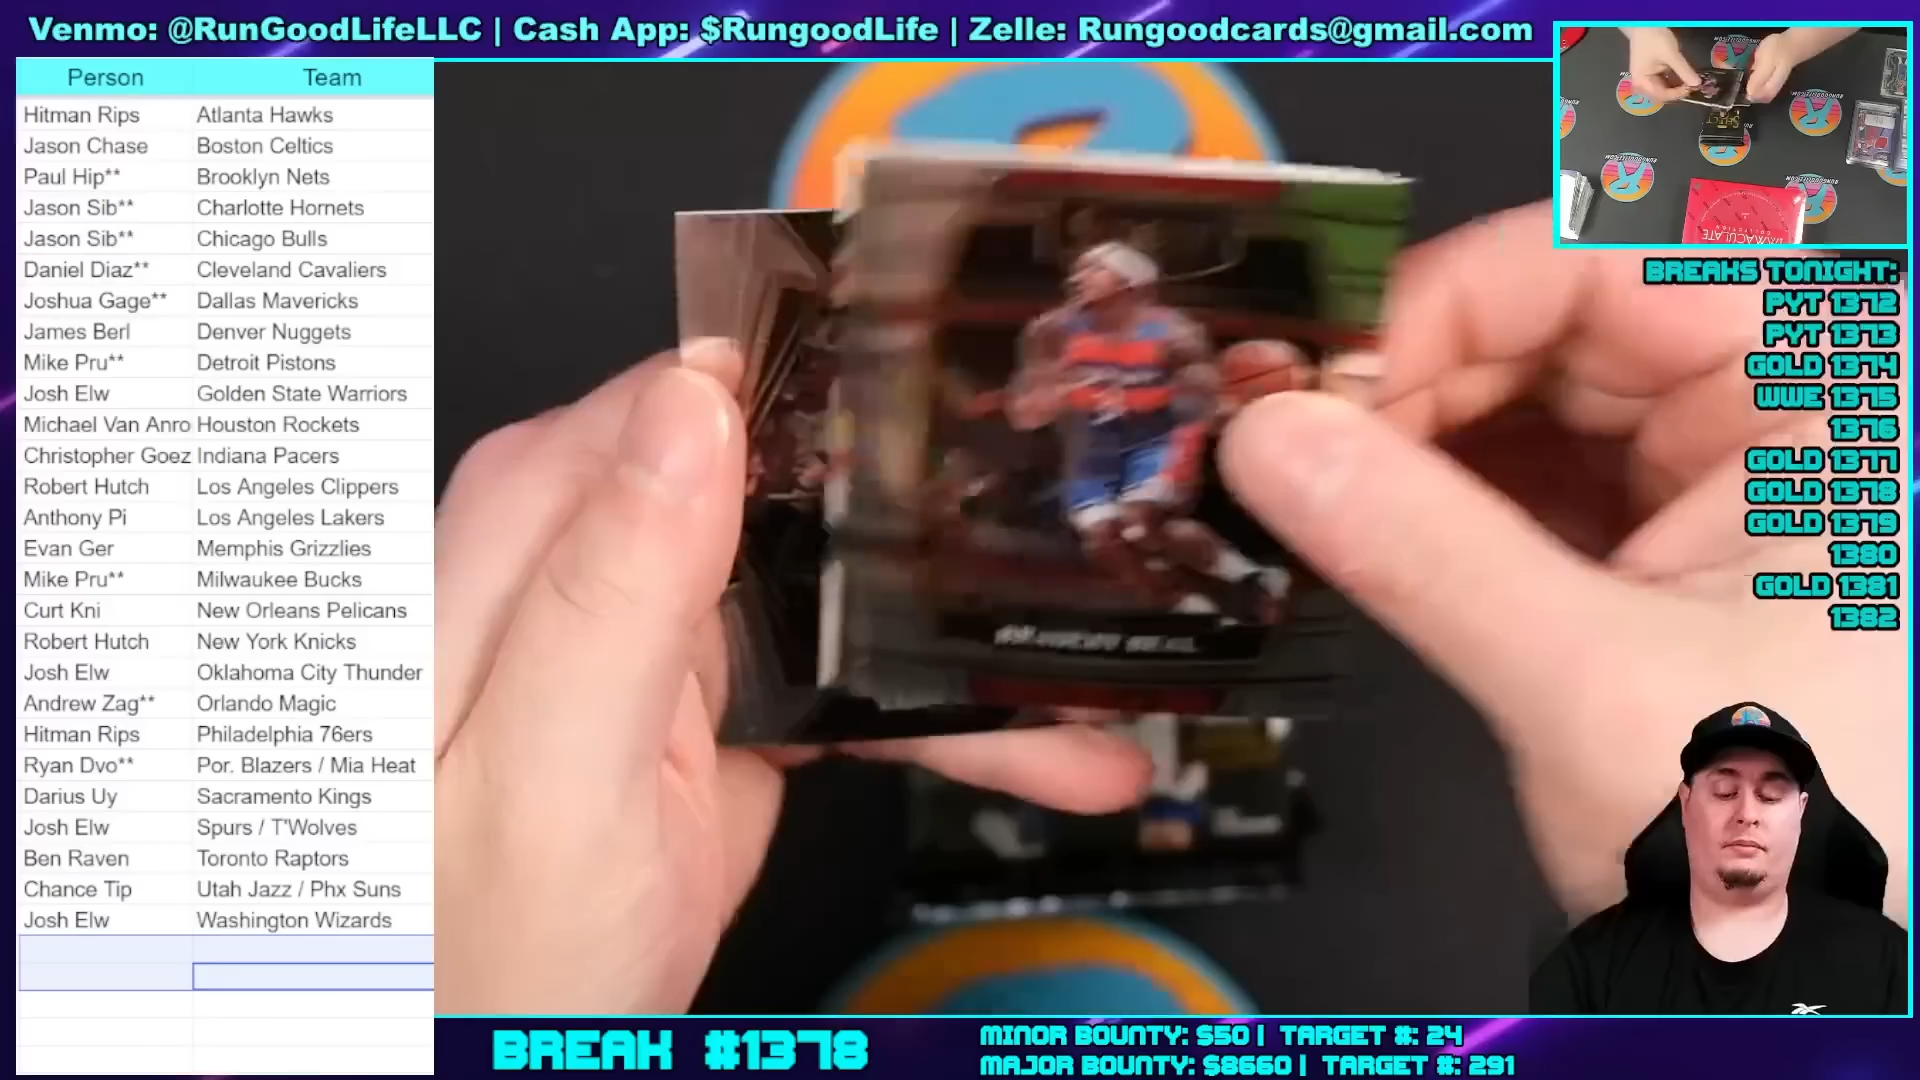 Venmo: @RunGoodLifeLLC | Cash App: $RungoodLife | Zelle: Rungoodcards@gmail.com
Person Team
Hitman Rips Atlanta Hawks
Jason Chase Boston Celtics
Paul Hip** Brooklyn Nets
Jason Sib** Charlotte Hornets
Jason Sib** Chicago Bulls
Daniel Diaz** Cleveland Cavaliers
Joshua Gage** Dallas Mavericks
James Berl Denver Nuggets
Mike Pru** Detroit Pistons
Josh Elw Golden State Warriors
Michael Van Anro Houston Rockets
Christopher Goez Indiana Pacers
Robert Hutch Los Angeles Clippers
Anthony Pi Los Angeles Lakers
Evan Ger Memphis Grizzlies
Mike Pru** Milwaukee Bucks
Curt Kni New Orleans Pelicans
Robert Hutch New York Knicks
Josh Elw Oklahoma City Thunder
Andrew Zag** Orlando Magic
Hitman Rips Philadelphia 76ers
Ryan Dvo** Por. Blazers / Mia Heat
Darius Uy Sacramento Kings
Josh Elw Spurs / T'Wolves
Ben Raven Toronto Raptors
Chance Tip Utah Jazz / Phx Suns
Josh Elw Washington Wizards
IMMACULATE
COLLECTION
BREAKS TONIGHT:
PYT 1372
PYT 1373
GOLD 1374
WWE 1375
1376
GOLD 1377
GOLD 1378
GOLD 1379
1380
GOLD 1381
1382
BREAK #1378
MINOR BOUNTY: $50 | TARGET #: 24
MAJOR BOUNTY: $8660 | TARGET #: 291